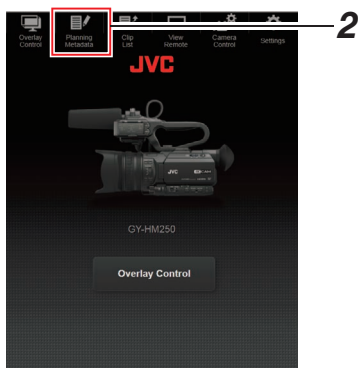 Overlay
Control
Planning
Metadata
Clip
List
View
Remote
Camera
Control
Settings
2
JVC
JVC
GY-HM250
Overlay Control